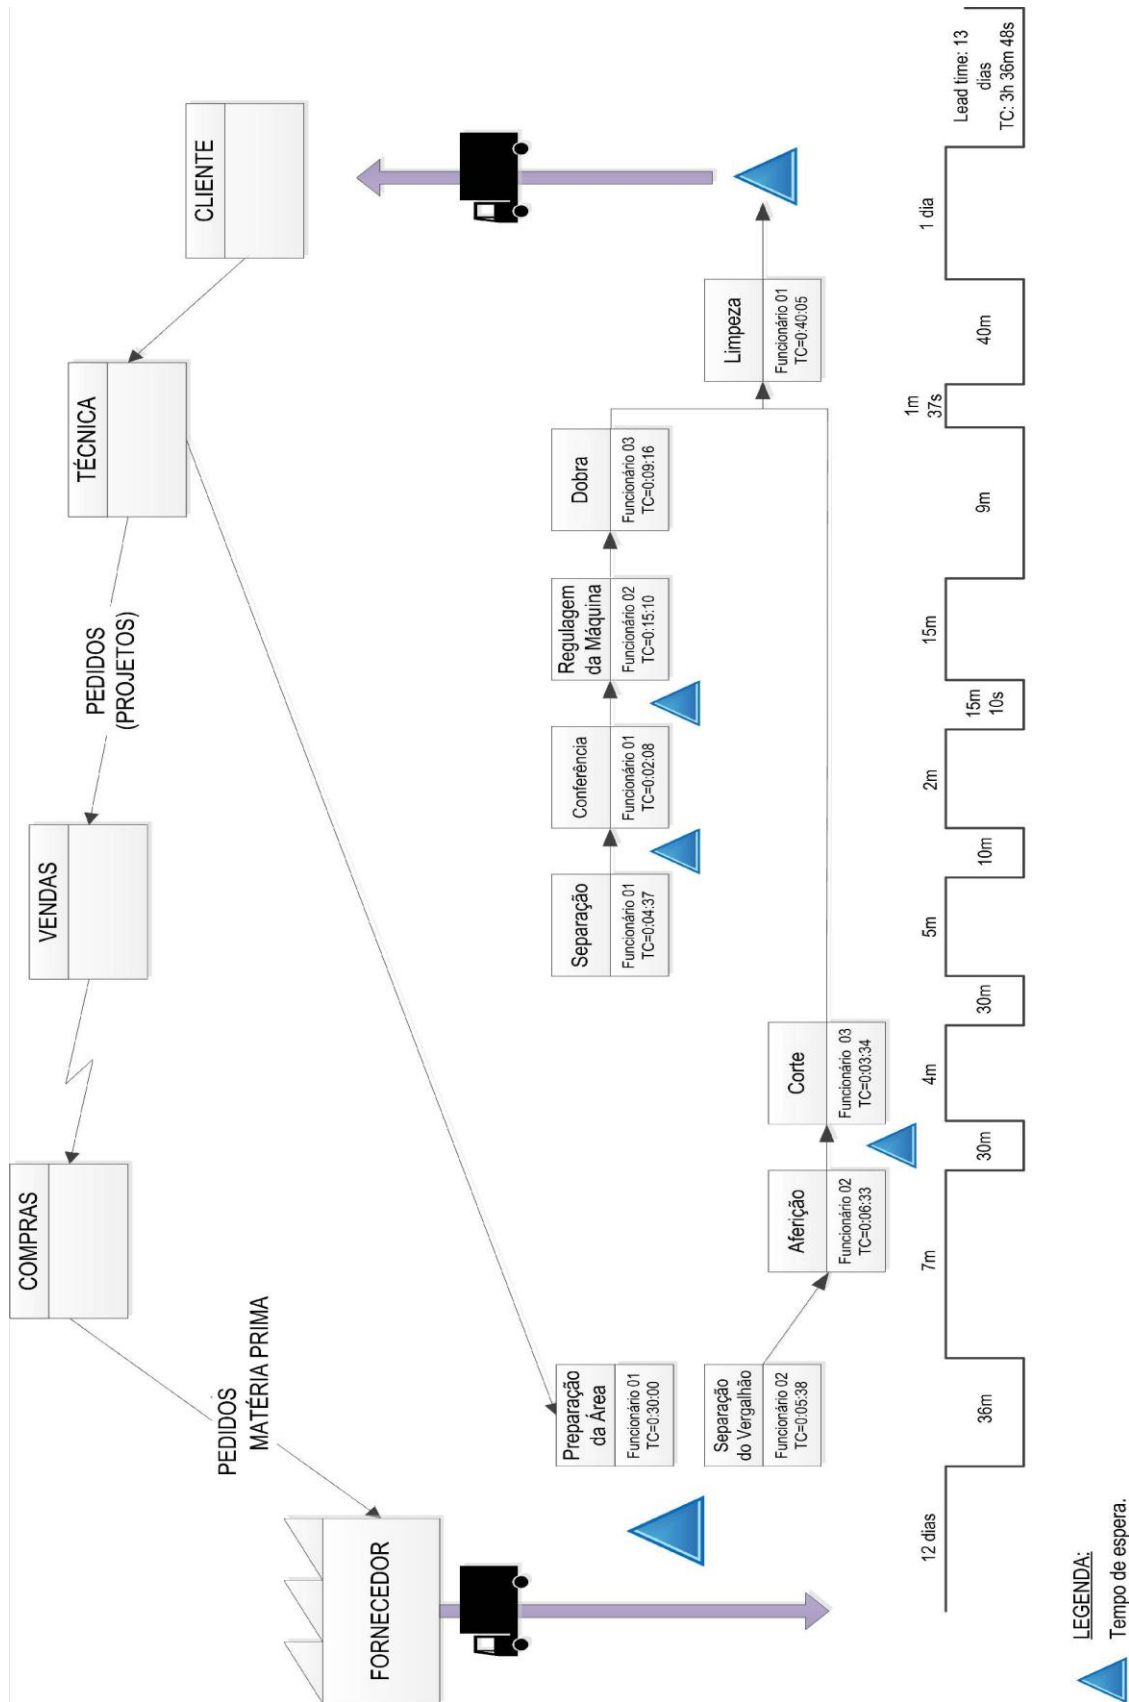 COMPRAS
VENDAS
TÉCNICA
CLIENTE
PEDIDOS
(PROJETOS)
PEDIDOS
MATÉRIA PRIMA
FORNECEDOR
Preparação
da Área
Funcionário 01
TC=0:30:00
Separação
do Vergalhão
Funcionário 02
TC=0:05:38
Aferição
Funcionário 02
TC=0:06:33
Corte
Funcionário 03
TC=0:03:34
Separação
Funcionário 01
TC=0:04:37
Conferência
Funcionário 01
TC=0:02:08
Regulagem
da Máquina
Funcionário 02
TC=0:15:10
Dobra
Funcionário 03
TC=0:09:16
Limpeza
Funcionário 01
TC=0:40:05
12 dias
36m
7m
30m
4m
30m
5m
10m
2m
15m
10s
15m
9m
1m
37s
40m
1 dia
Lead time: 13
dias
TC: 3h 36m 48s
LEGENDA:
Tempo de espera.